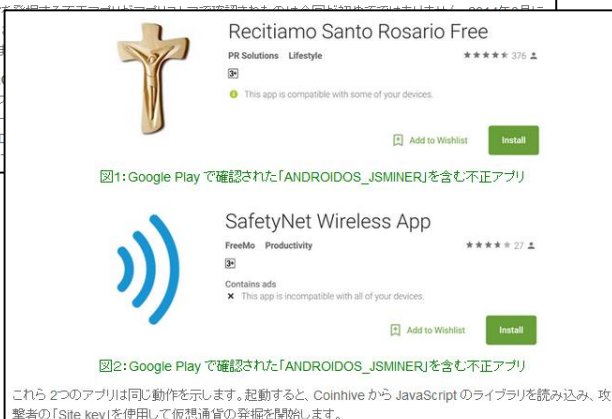 Recitiamo Santo Rosario Free
PR Solutions Lifestyle 376
3+
This app is compatible with some of your devices.
Add to Wishlist Install
図1:Google Play で確認された「ANDROIDOS_JSMINER」を含む不正アプリ
SafetyNet Wireless App
FreeMo Productivity 27
3+
Contains ads
This app is incompatible with all of your devices.
Add to Wishlist Install
図2:Google Play で確認された「ANDROIDOS_JSMINER」を含む不正アプリ
これら 2つのアプリは同じ動作を示します。起動すると、Coinhive から JavaScript のライブラリを読み込み、攻
撃者の「Site key」を使用して仮想通貨の発掘を開始します。